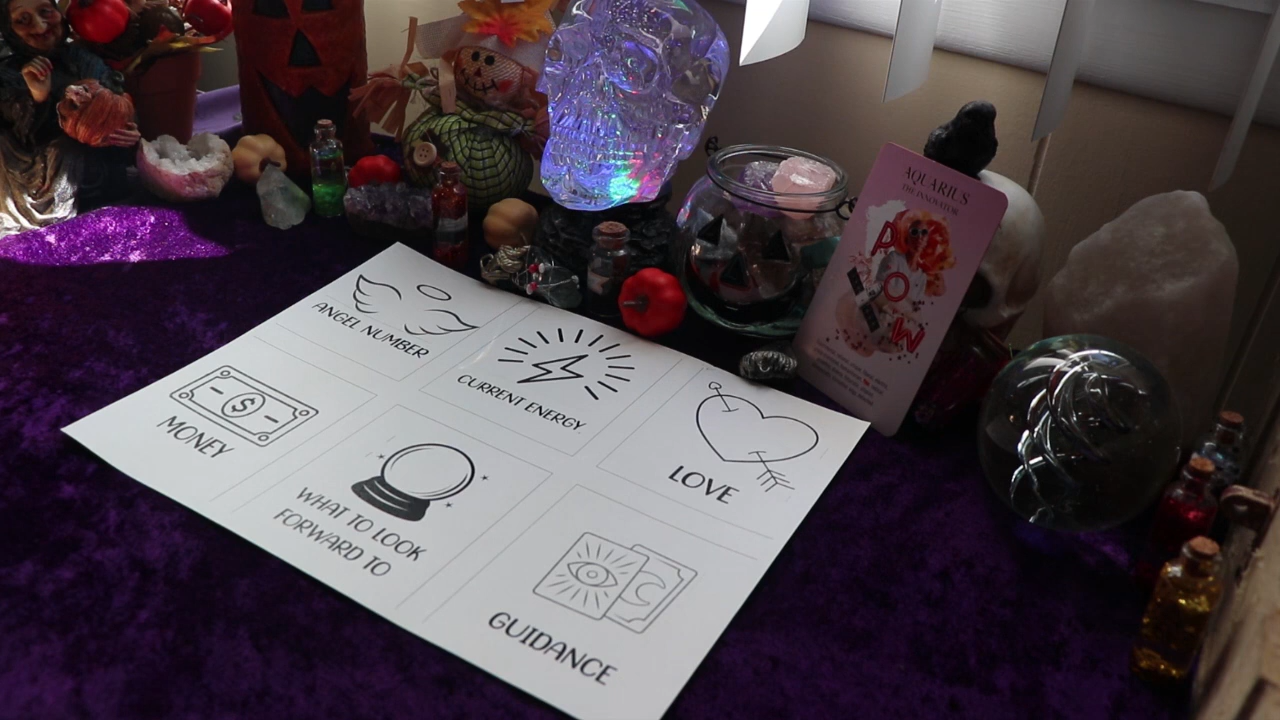 AQUARIUS
THE INNOVATOR
POW
ANGEL NUMBER
CURRENT ENERGY
LOVE
MONEY
$
WHAT TO LOOK
FORWARD TO
GUIDANCE